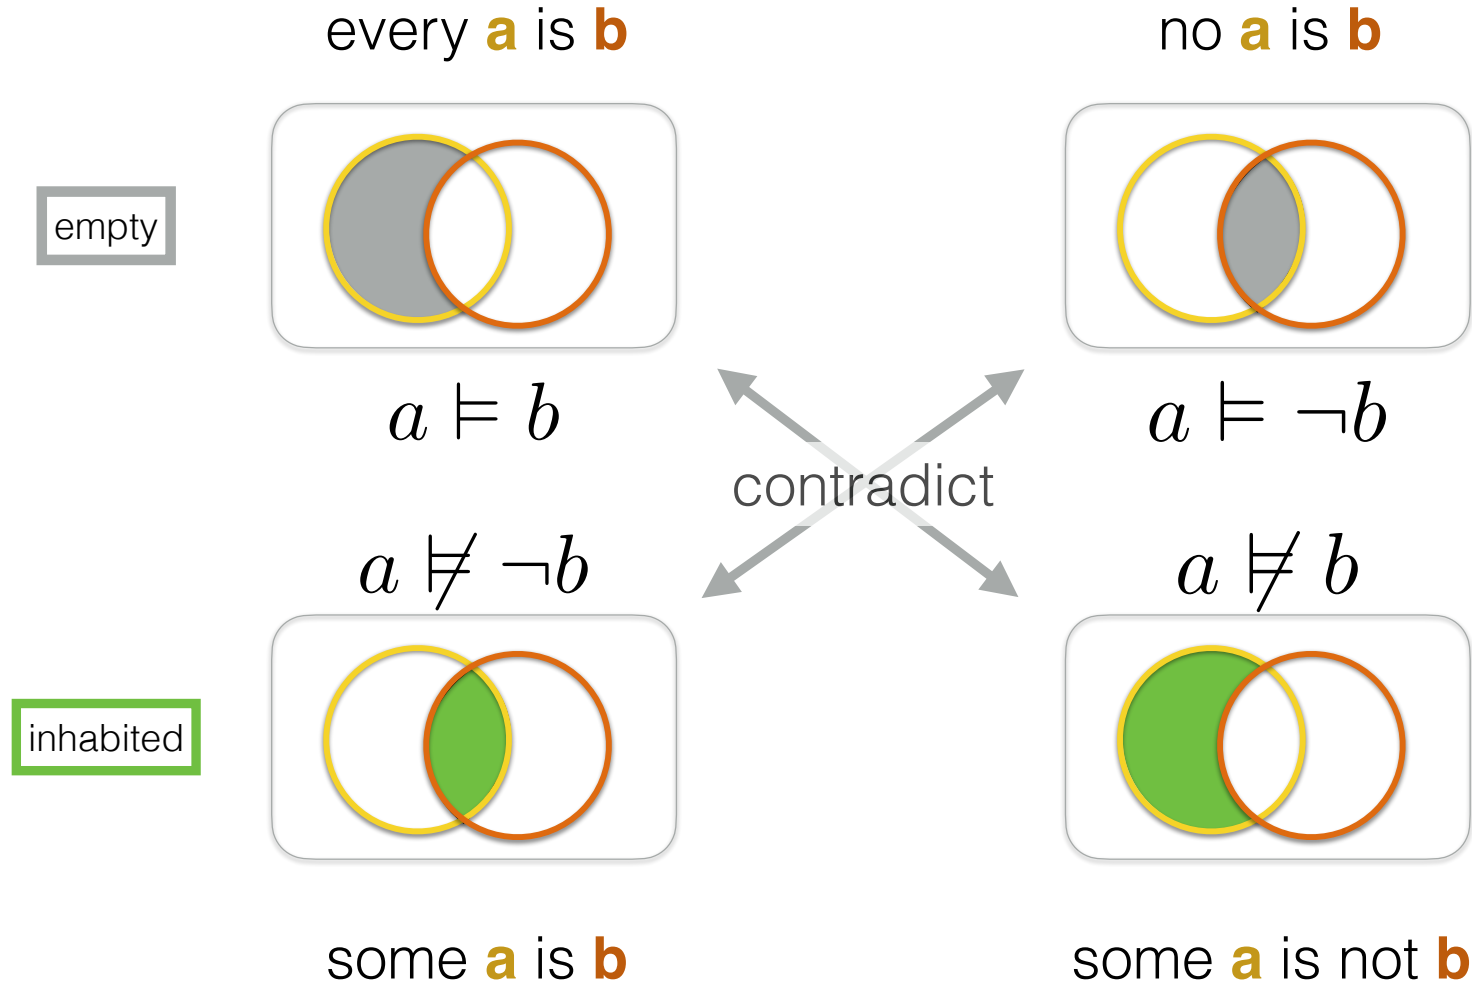 every a is b
no a is b
empty
a ⊨ b
a ⊨ ¬b
contradict
a ⊭ ¬b
a ⊭ b
inhabited
some a is b
some a is not b